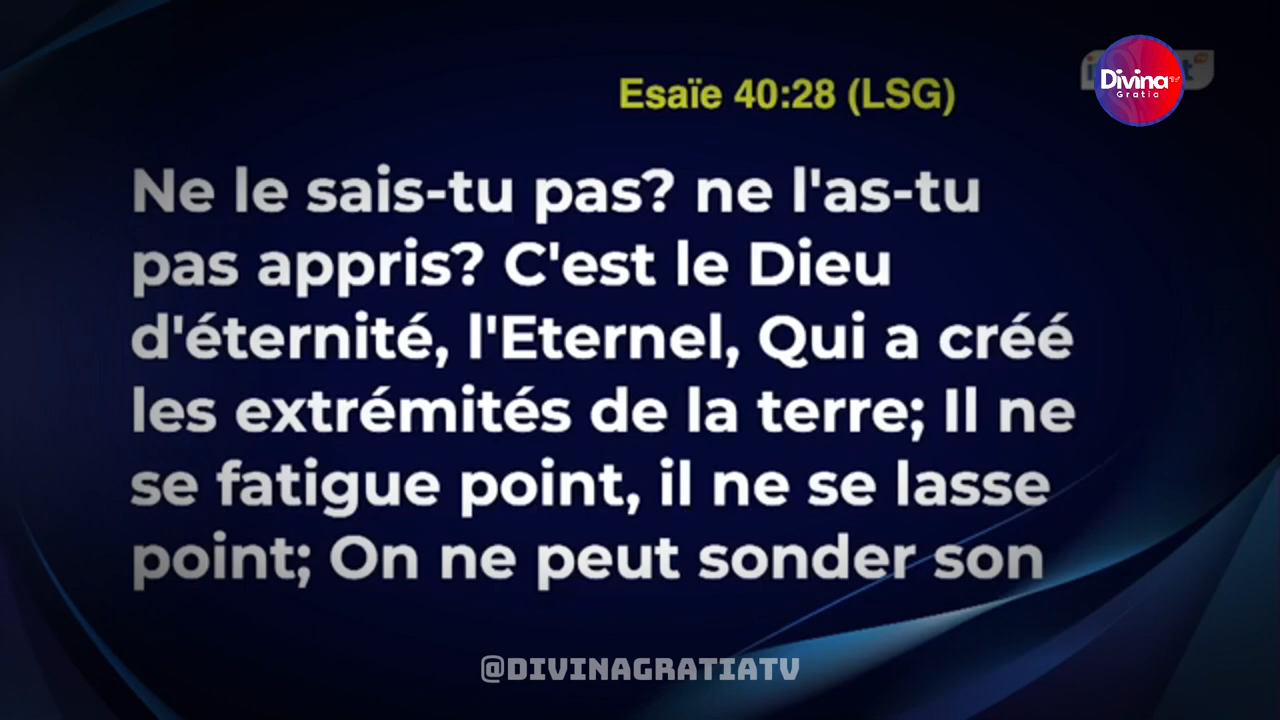 Divina
Gratia
Esaïe 40:28 (LSG)
Ne le sais-tu pas? ne l'as-tu
pas appris? C'est le Dieu
d'éternité, l'Eternel, Qui a créé
les extrémités de la terre; Il ne
se fatigue point, il ne se lasse
point; On ne peut sonder son
@DIVINAGRATIATV